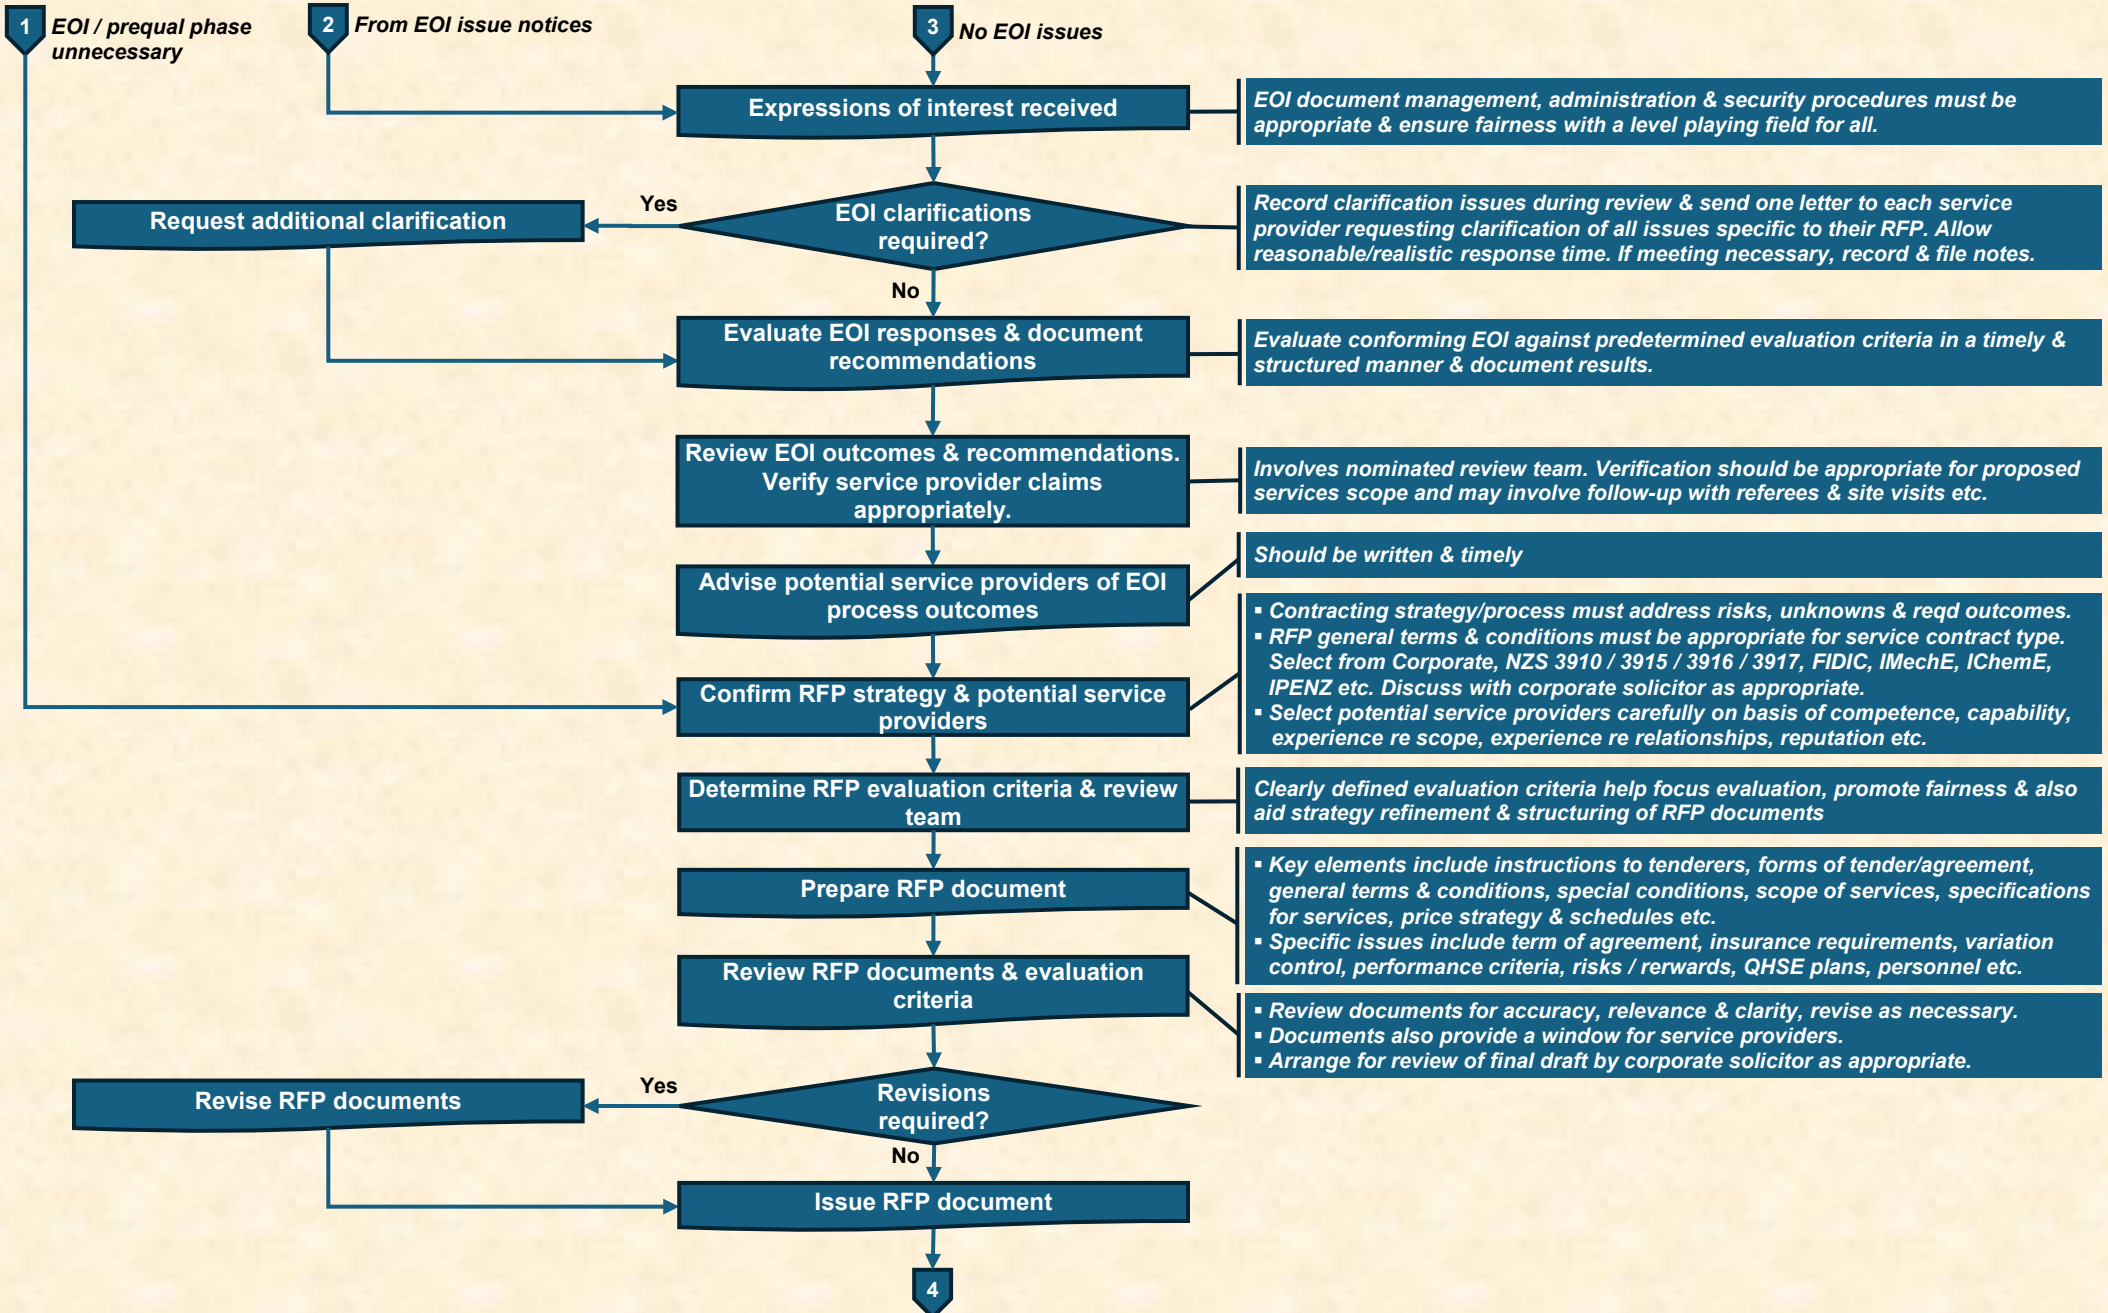 1
EOI / prequal phase
unnecessary
2
From EOI issue notices
3
No EOI issues
Expressions of interest received
EOI document management, administration & security procedures must be
appropriate & ensure fairness with a level playing field for all.
Request additional clarification
Yes
EOI clarifications
required?
Record clarification issues during review & send one letter to each service
provider requesting clarification of all issues specific to their RFP. Allow
reasonable/realistic response time. If meeting necessary, record & file notes.
No
Evaluate EOI responses & document
recommendations
Evaluate conforming EOI against predetermined evaluation criteria in a timely &
structured manner & document results.
Review EOI outcomes & recommendations.
Verify service provider claims
appropriately.
Involves nominated review team. Verification should be appropriate for proposed
services scope and may involve follow-up with referees & site visits etc.
Advise potential service providers of EOI
process outcomes
Should be written & timely
Confirm RFP strategy & potential service
providers
▪ Contracting strategy/process must address risks, unknowns & reqd outcomes.
▪ RFP general terms & conditions must be appropriate for service contract type.
Select from Corporate, NZS 3910 / 3915 / 3916 / 3917, FIDIC, IMechE, IChemE,
IPENZ etc. Discuss with corporate solicitor as appropriate.
▪ Select potential service providers carefully on basis of competence, capability,
experience re scope, experience re relationships, reputation etc.
Determine RFP evaluation criteria & review
team
Clearly defined evaluation criteria help focus evaluation, promote fairness & also
aid strategy refinement & structuring of RFP documents
Prepare RFP document
▪ Key elements include instructions to tenderers, forms of tender/agreement,
general terms & conditions, special conditions, scope of services, specifications
for services, price strategy & schedules etc.
▪ Specific issues include term of agreement, insurance requirements, variation
control, performance criteria, risks / rerwards, QHSE plans, personnel etc.
Review RFP documents & evaluation
criteria
▪ Review documents for accuracy, relevance & clarity, revise as necessary.
▪ Documents also provide a window for service providers.
▪ Arrange for review of final draft by corporate solicitor as appropriate.
Revise RFP documents
Yes
Revisions
required?
No
Issue RFP document
4